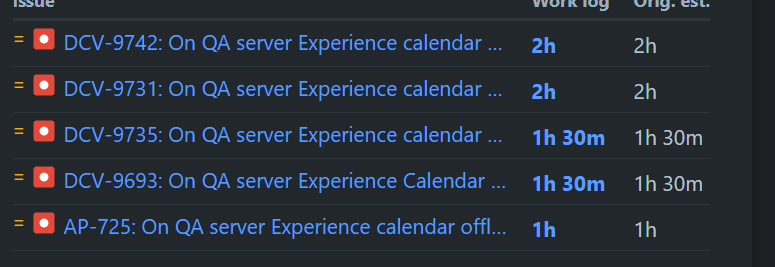 Issue Work log Orig. est.
DCV-9742: On QA server Experience calendar ... 2h 2h
DCV-9731: On QA server Experience calendar ... 2h 2h
DCV-9735: On QA server Experience calendar ... 1h 30m 1h 30m
DCV-9693: On QA server Experience Calendar ... 1h 30m 1h 30m
AP-725: On QA server Experience calendar offl... 1h 1h